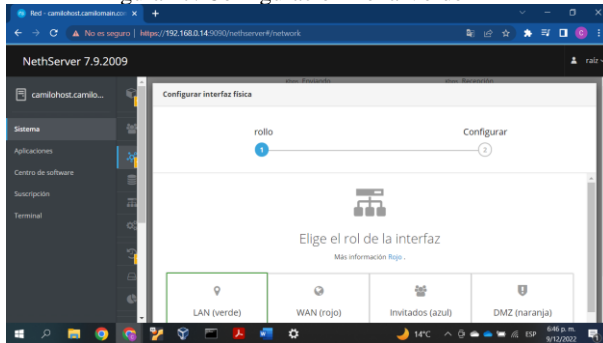 Red - camilohost.camilomain.con
No es seguro | https://192.168.0.14:9090/nethserver#/network
NethServer 7.9.2009
raíz
camilohost.camilo...
Configurar interfaz física
Sistema
Aplicaciones
Centro de software
Suscripción
Terminal
rollo
Configurar
1
2
Elige el rol de la interfaz
Más información Rojo .
LAN (verde)
WAN (rojo)
Invitados (azul)
DMZ (naranja)
14°C
ESP
6:46 p. m.
9/12/2022